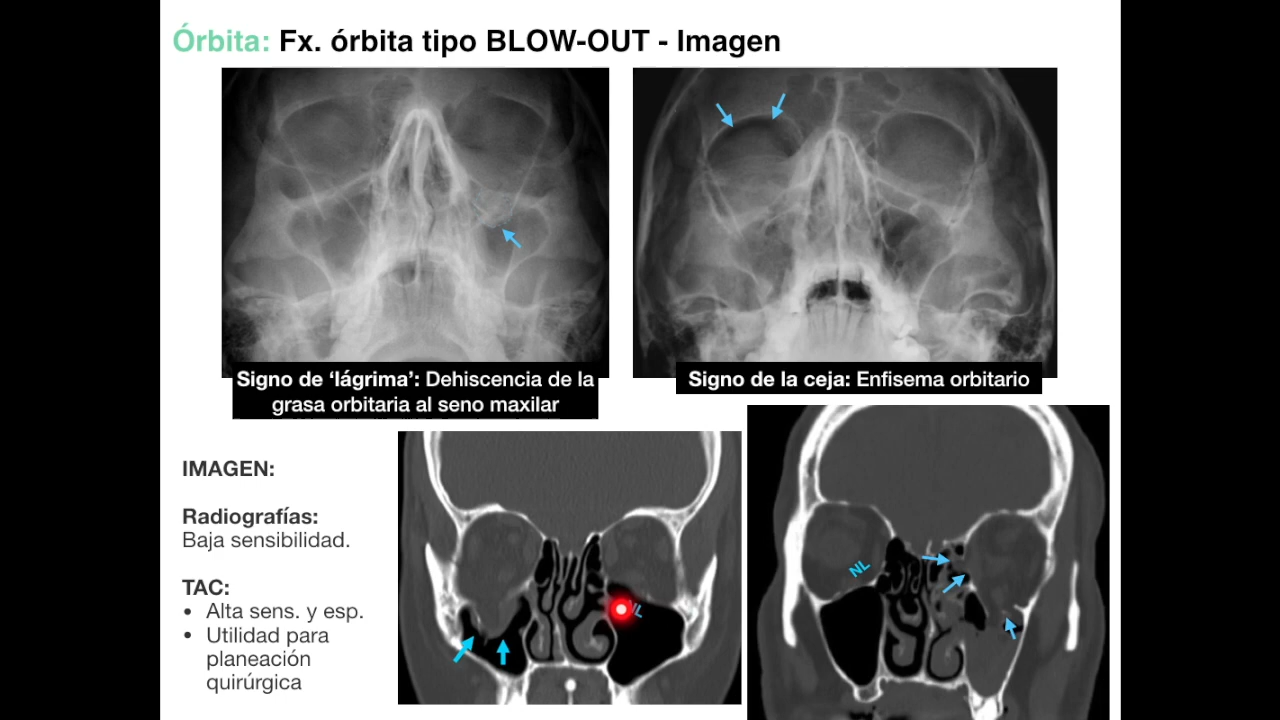 Órbita: Fx. órbita tipo BLOW-OUT - Imagen
Signo de ‘lágrima’: Dehiscencia de la
grasa orbitaria al seno maxilar
Signo de la ceja: Enfisema orbitario
IMAGEN:
Radiografías:
Baja sensibilidad.
TAC:
• Alta sens. y esp.
• Utilidad para
planeación
quirúrgica
NL